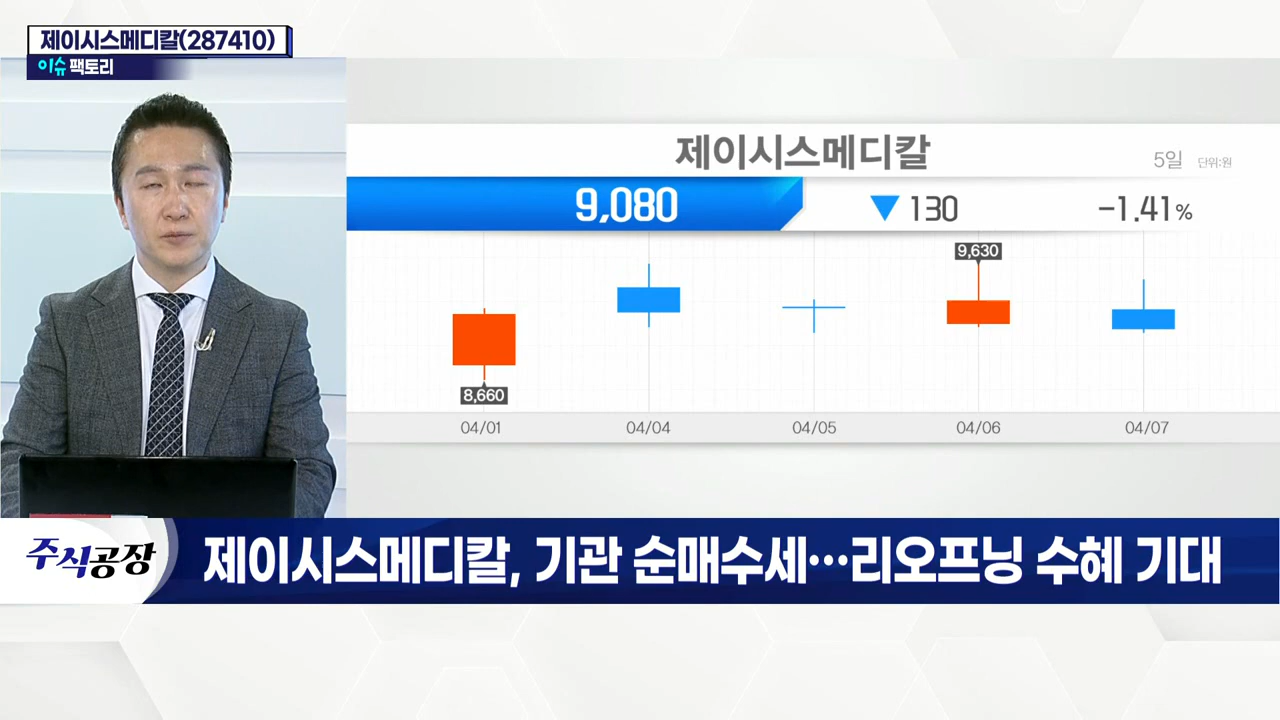 제이시스메디칼(287410)
이슈 팩토리
제이시스메디칼
5일 단위:원
9,080 ▼ 130 -1.41%
9,630
8,660
04/01 04/04 04/05 04/06 04/07
주식공장
제이시스메디칼, 기관 순매수세…리오프닝 수혜 기대